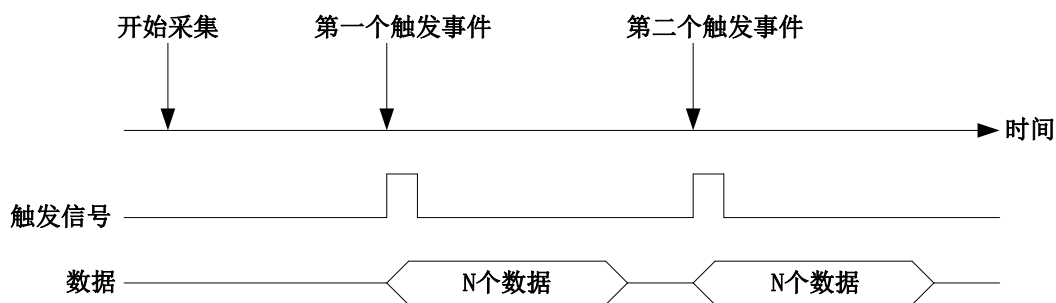 开始采集
第一个触发事件
第二个触发事件
时间
触发信号
数据
N个数据
N个数据